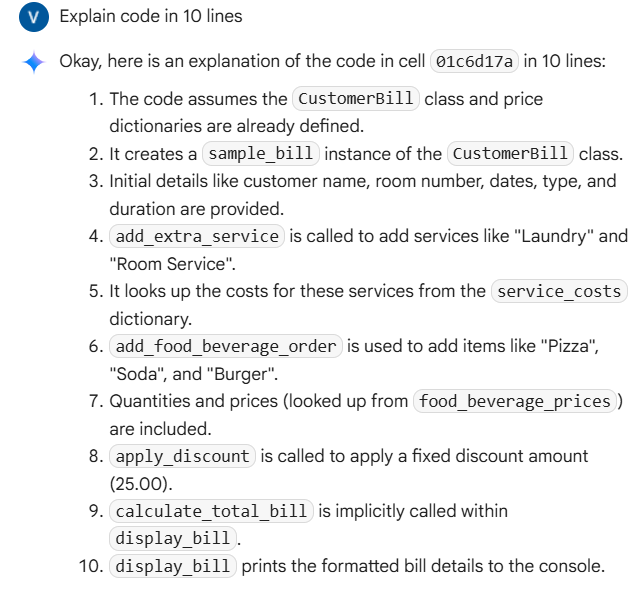 V Explain code in 10 lines
Okay, here is an explanation of the code in cell 01c6d17a in 10 lines:
1. The code assumes the CustomerBill class and price
dictionaries are already defined.
2. It creates a sample_bill instance of the CustomerBill class.
3. Initial details like customer name, room number, dates, type, and
duration are provided.
4. add_extra_service is called to add services like "Laundry" and
"Room Service".
5. It looks up the costs for these services from the service_costs
dictionary.
6. add_food_beverage_order is used to add items like "Pizza",
"Soda", and "Burger".
7. Quantities and prices (looked up from food_beverage_prices)
are included.
8. apply_discount is called to apply a fixed discount amount
(25.00).
9. calculate_total_bill is implicitly called within
display_bill.
10. display_bill prints the formatted bill details to the console.